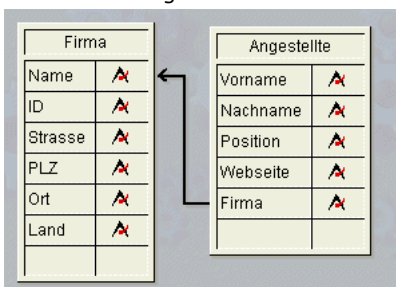 Firma
Name
ID
Strasse
PLZ
Ort
Land
Angestellte
Vorname
Nachname
Position
Webseite
Firma